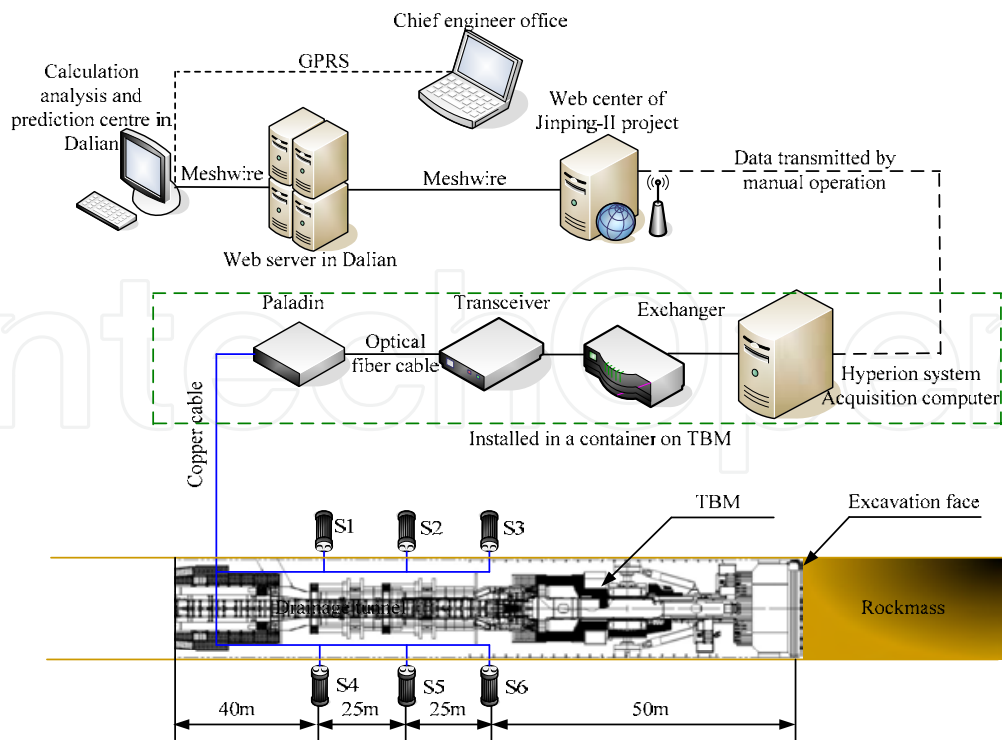 Chief engineer office
GPRS
Calculation
analysis and
prediction centre in
Dalian
Web center of
Jinping-II project
Meshwire
Meshwire
Data transmitted by
manual operation
Web server in Dalian
Paladin
Transceiver
Exchanger
Optical
fiber cable
Hyperion system
Acquisition computer
Installed in a container on TBM
Copper cable
S1
S2
S3
TBM
Excavation face
Drainage tunnel
Rockmass
S4
S5
S6
40m
25m
25m
50m